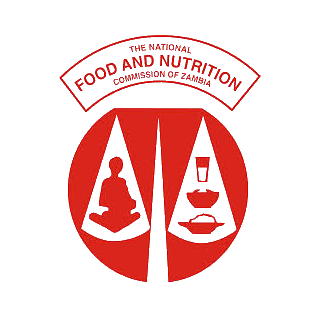 THE NATIONAL
FOOD AND NUTRITION
COMMISSION OF ZAMBIA